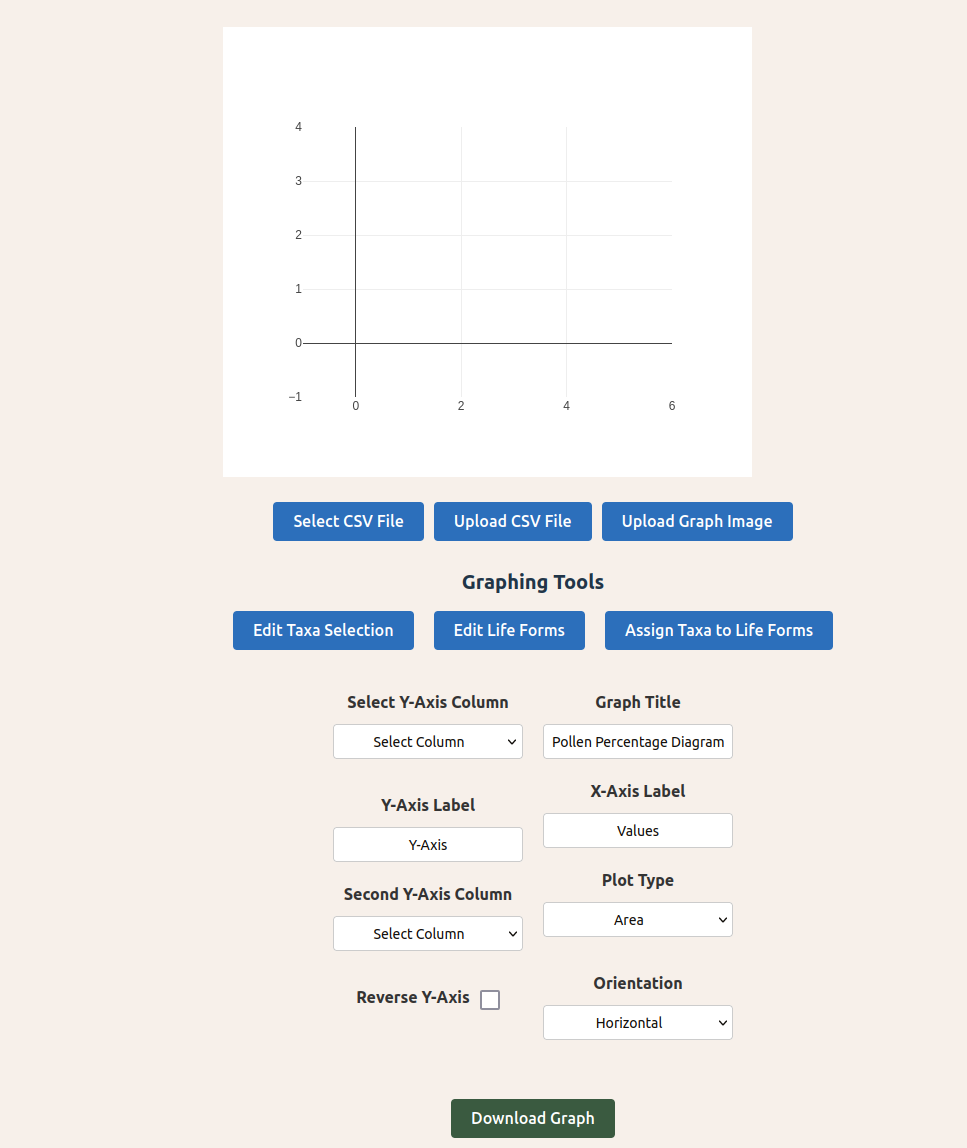 4
3
2
1
0
−1
0 2 4 6
Select CSV File Upload CSV File Upload Graph Image
Graphing Tools
Edit Taxa Selection Edit Life Forms Assign Taxa to Life Forms
Select Y-Axis Column
Select Column
Y-Axis Label
Y-Axis
Second Y-Axis Column
Select Column
Reverse Y-Axis
Graph Title
Pollen Percentage Diagram
X-Axis Label
Values
Plot Type
Area
Orientation
Horizontal
Download Graph